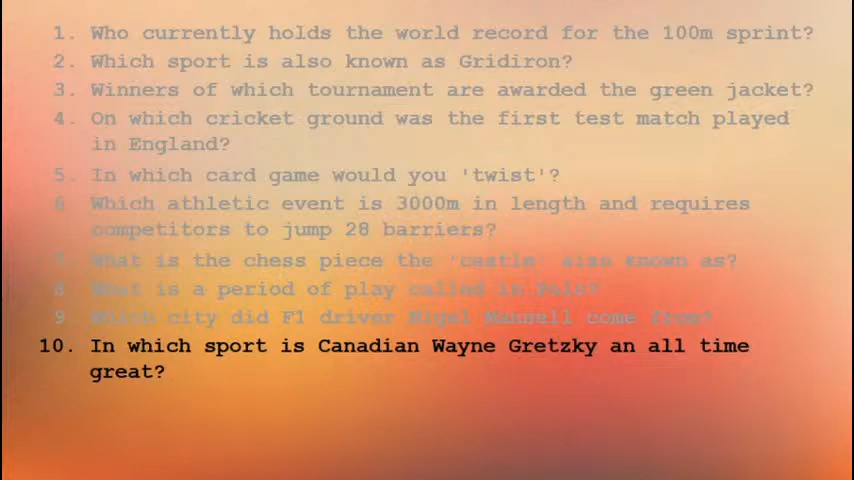 1. Who currently holds the world record for the 100m sprint?
2. Which sport is also known as Gridiron?
3. Winners of which tournament are awarded the green jacket?
4. On which cricket ground was the first test match played
in England?
5. In which card game would you 'twist'?
6. Which athletic event is 3000m in length and requires
competitors to jump 28 barriers?
7. What is the chess piece the 'castle' also known as?
8. What is a period of play called in Polo?
9. Which city did F1 driver Nigel Mansell come from?
10. In which sport is Canadian Wayne Gretzky an all time
great?